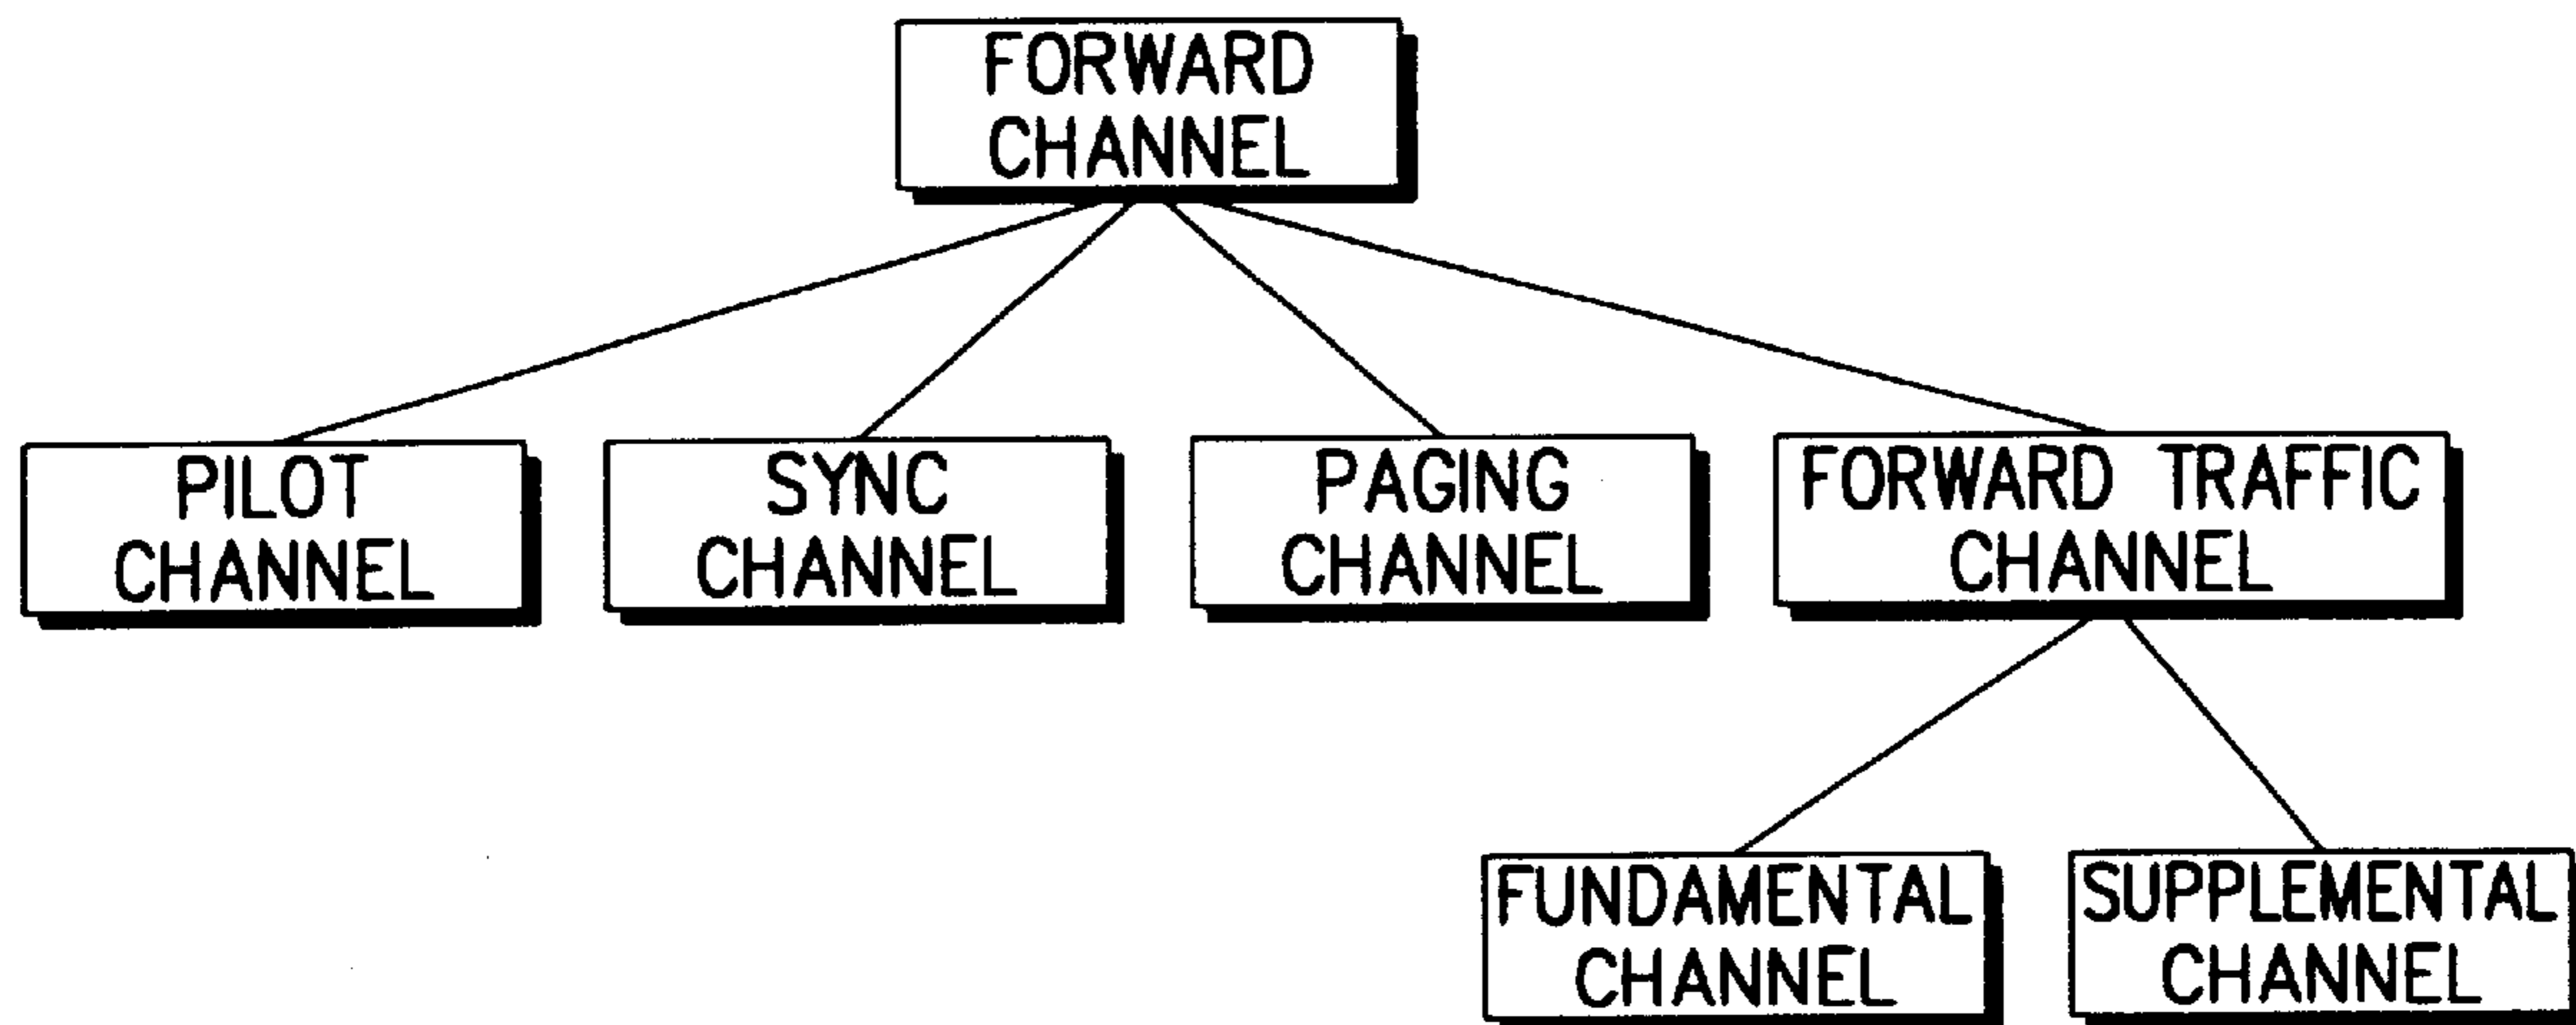 FORWARD
CHANNEL
PILOT
CHANNEL
SYNC
CHANNEL
PAGING
CHANNEL
FORWARD TRAFFIC
CHANNEL
FUNDAMENTAL
CHANNEL
SUPPLEMENTAL
CHANNEL